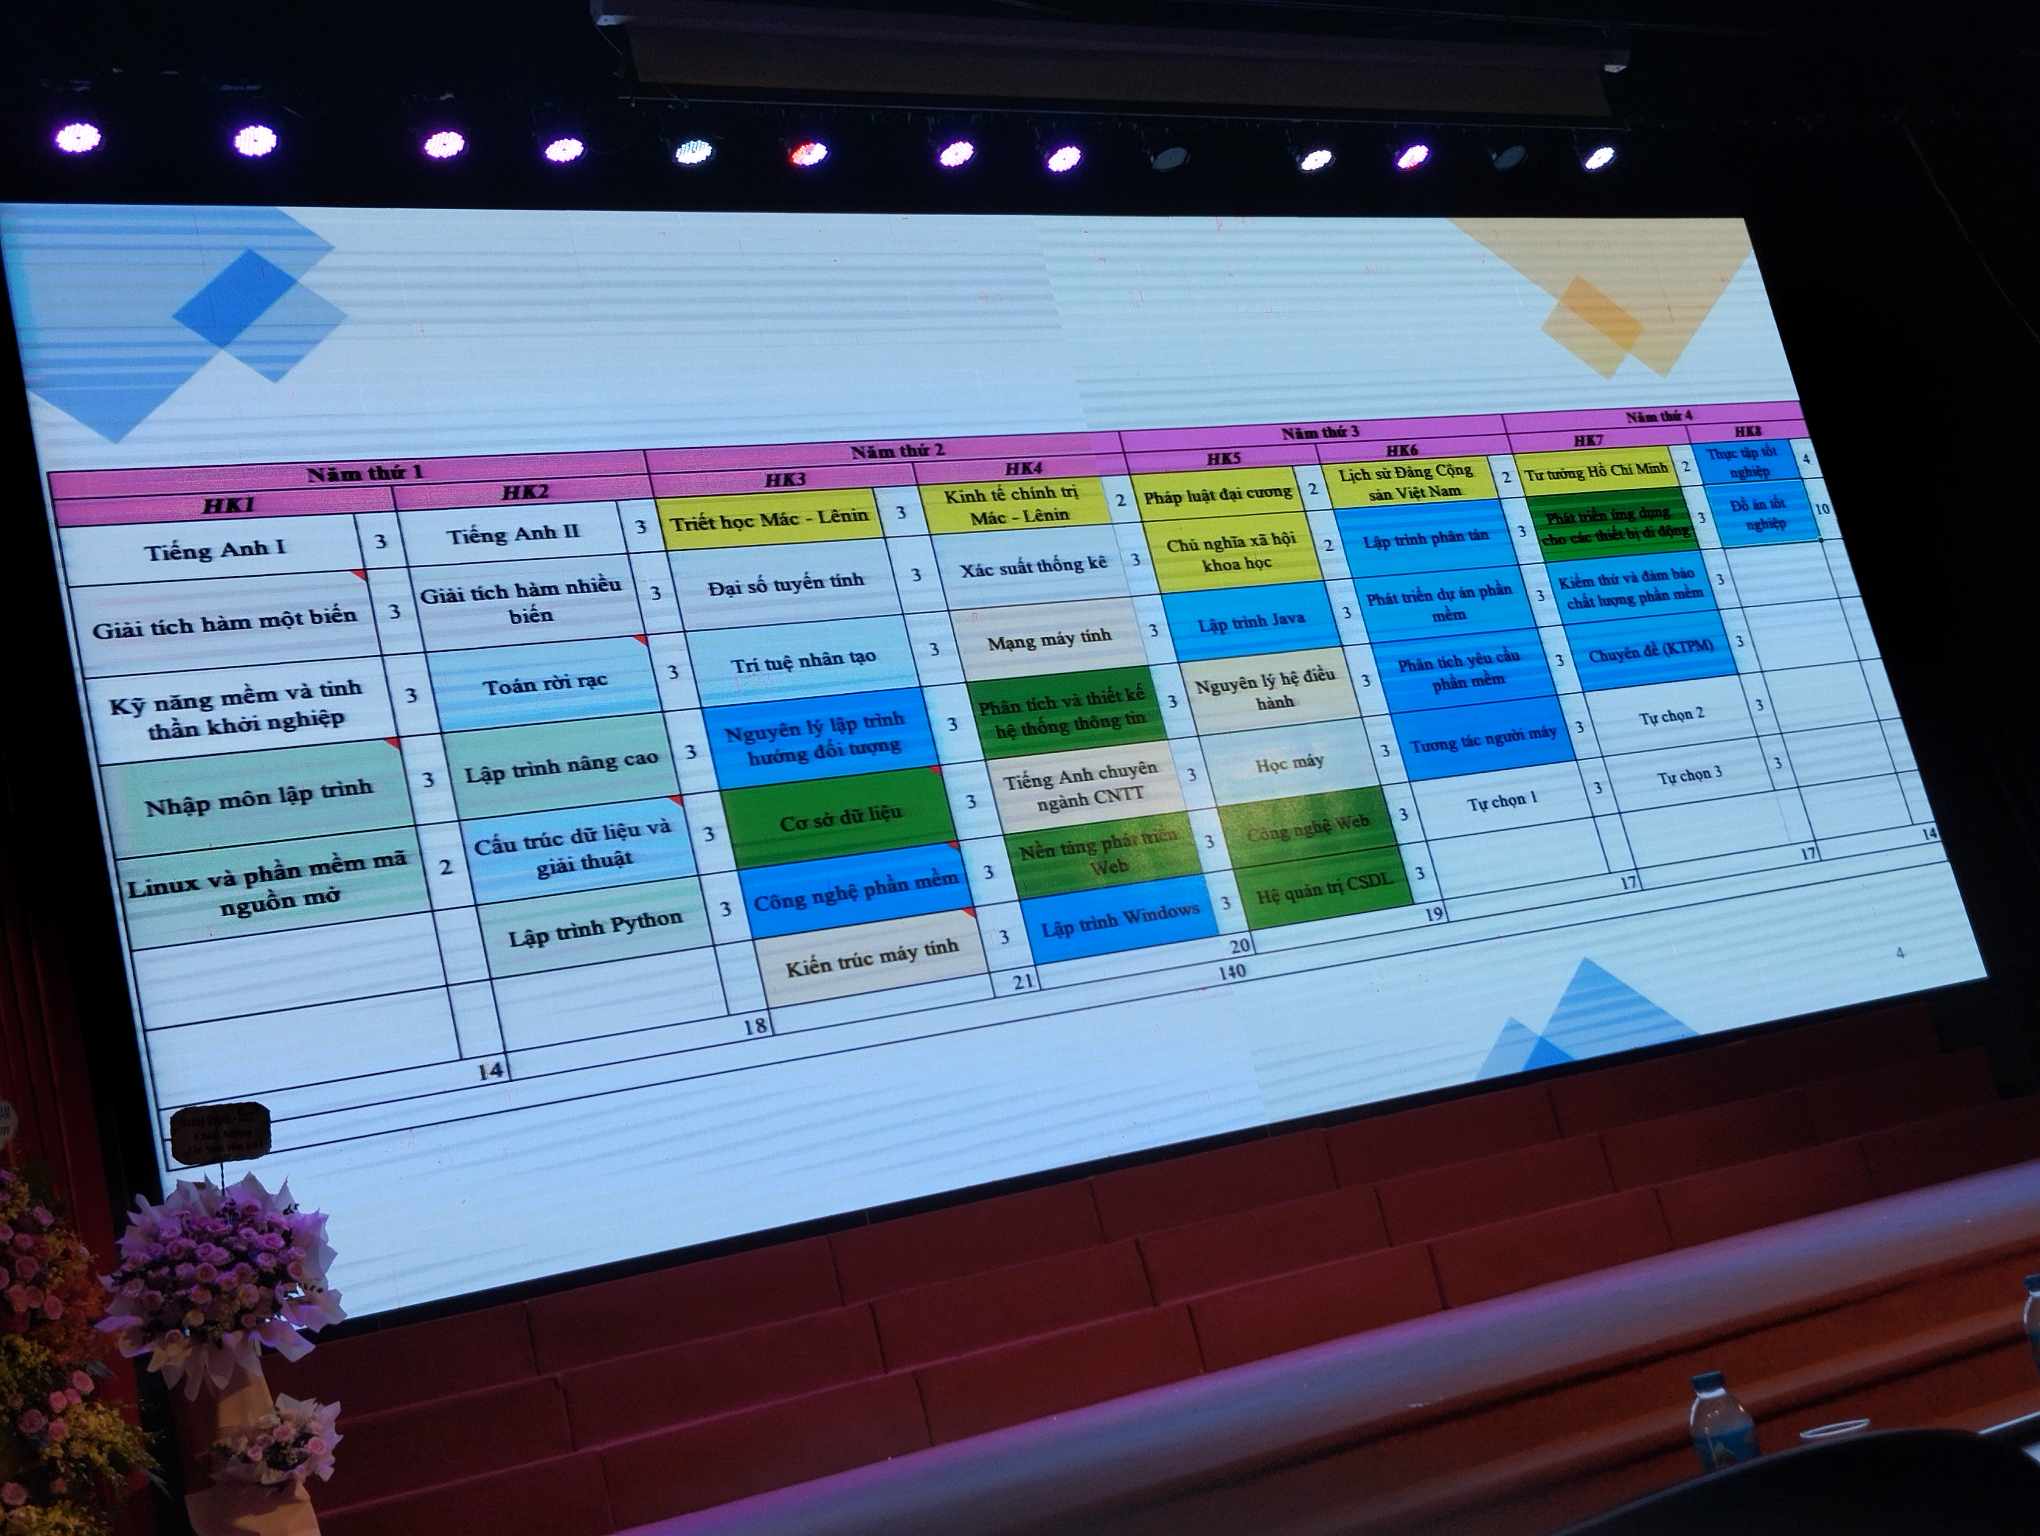 Năm thứ 1
Năm thứ 2
Năm thứ 3
Năm thứ 4
HK1
HK2
HK3
HK4
HK5
HK6
HK7
HK8
Tiếng Anh I 3
Giải tích hàm một biến 3
Kỹ năng mềm và tinh
thần khởi nghiệp 3
Nhập môn lập trình 3
Linux và phần mềm mã
nguồn mở 2
14
Tiếng Anh II 3
Giải tích hàm nhiều
biến 3
Toán rời rạc 3
Lập trình nâng cao 3
Cấu trúc dữ liệu và
giải thuật 3
Lập trình Python 3
18
Triết học Mác - Lênin 3
Đại số tuyến tính 3
Trí tuệ nhân tạo 3
Nguyên lý lập trình
hướng đối tượng 3
Cơ sở dữ liệu 3
Công nghệ phần mềm 3
Kiến trúc máy tính 3
21
Kinh tế chính trị
Mác - Lênin 2
Xác suất thống kê 3
Mạng máy tính 3
Phân tích và thiết kế
hệ thống thông tin 3
Tiếng Anh chuyên
ngành CNTT 3
Nền tảng phát triển
Web 3
Lập trình Windows 3
20
Pháp luật đại cương 2
Chủ nghĩa xã hội
khoa học 2
Lập trình Java 3
Nguyên lý hệ điều
hành 3
Học máy 3
Công nghệ Web 3
Hệ quản trị CSDL 3
19
Lịch sử Đảng Cộng
sản Việt Nam 2
Lập trình phân tán 3
Phát triển dự án phần
mềm 3
Phân tích yêu cầu
phần mềm 3
Tương tác người máy 3
Tự chọn 1 3
17
Tư tưởng Hồ Chí Minh 2
Phát triển ứng dụng
cho các thiết bị di động 3
Kiểm thử và đảm bảo
chất lượng phần mềm 3
Chuyên đề (KTPM) 3
Tự chọn 2 3
Tự chọn 3 3
17
Thực tập tốt
nghiệp 4
Đồ án tốt
nghiệp 10
14
140
4